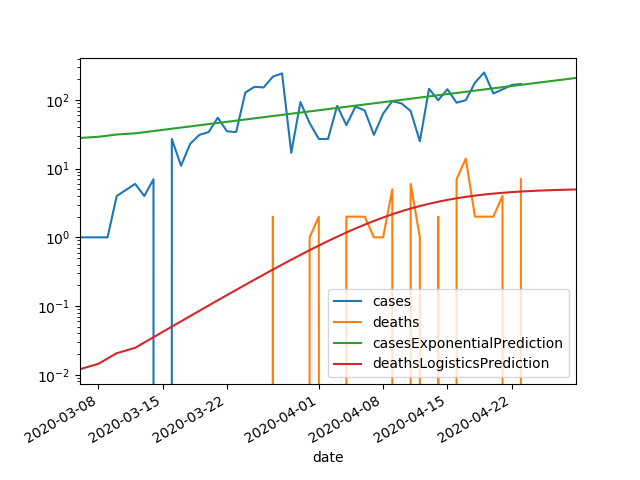 10²
10¹
10⁰
10⁻¹
10⁻²
cases
deaths
casesExponentialPrediction
deathsLogisticsPrediction
2020-03-08
2020-03-15
2020-03-22
2020-04-01
2020-04-08
2020-04-15
2020-04-22
date